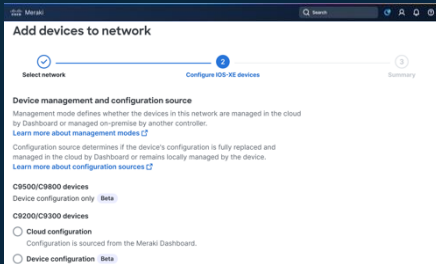 cisco Meraki
Search
Add devices to network
2
3
Select network
Configure IOS-XE devices
Summary
Device management and configuration source
Management mode defines whether the devices in this network are managed in the cloud
by Dashboard or managed on-premise by another controller.
Learn more about management modes
Configuration source determines if the device's configuration is fully replaced and
managed in the cloud by Dashboard or remains locally managed by the device.
Learn more about configuration sources
C9500/C9800 devices
Device configuration only Beta
C9200/C9300 devices
Cloud configuration
Configuration is sourced from the Meraki Dashboard.
Device configuration Beta